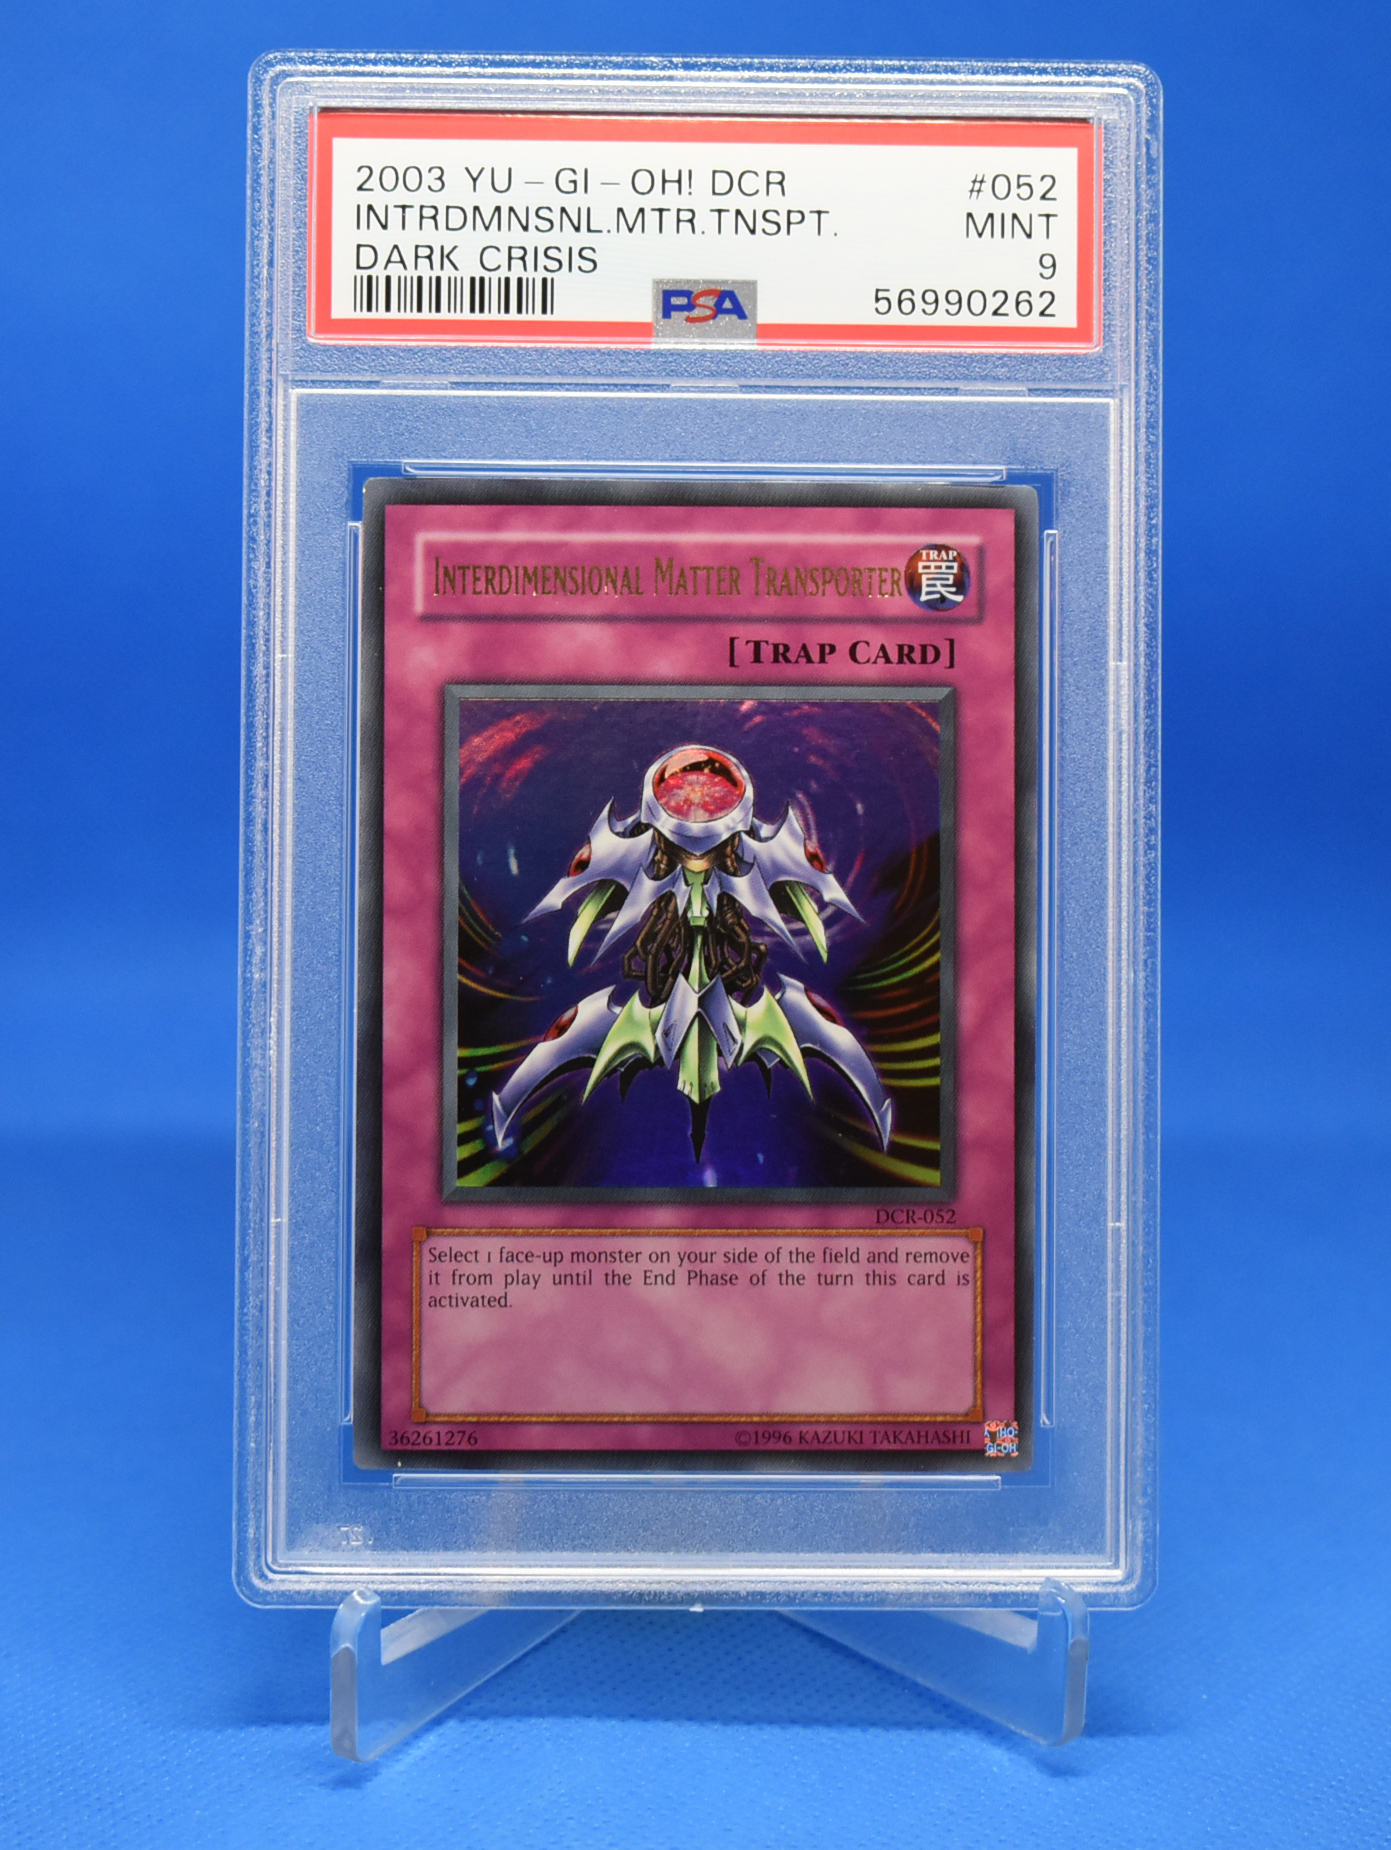 2003 YU-GI-OH! DCR #052
INTRDMNSNL.MTR.TNSPT. MINT
DARK CRISIS 9
PSA 56990262
INTERDIMENSIONAL MATTER TRANSPORTER
TRAP
罠
[TRAP CARD]
DCR-052
Select 1 face-up monster on your side of the field and remove
it from play until the End Phase of the turn this card is
activated.
36261276 ©1996 KAZUKI TAKAHASHI
GI-OH